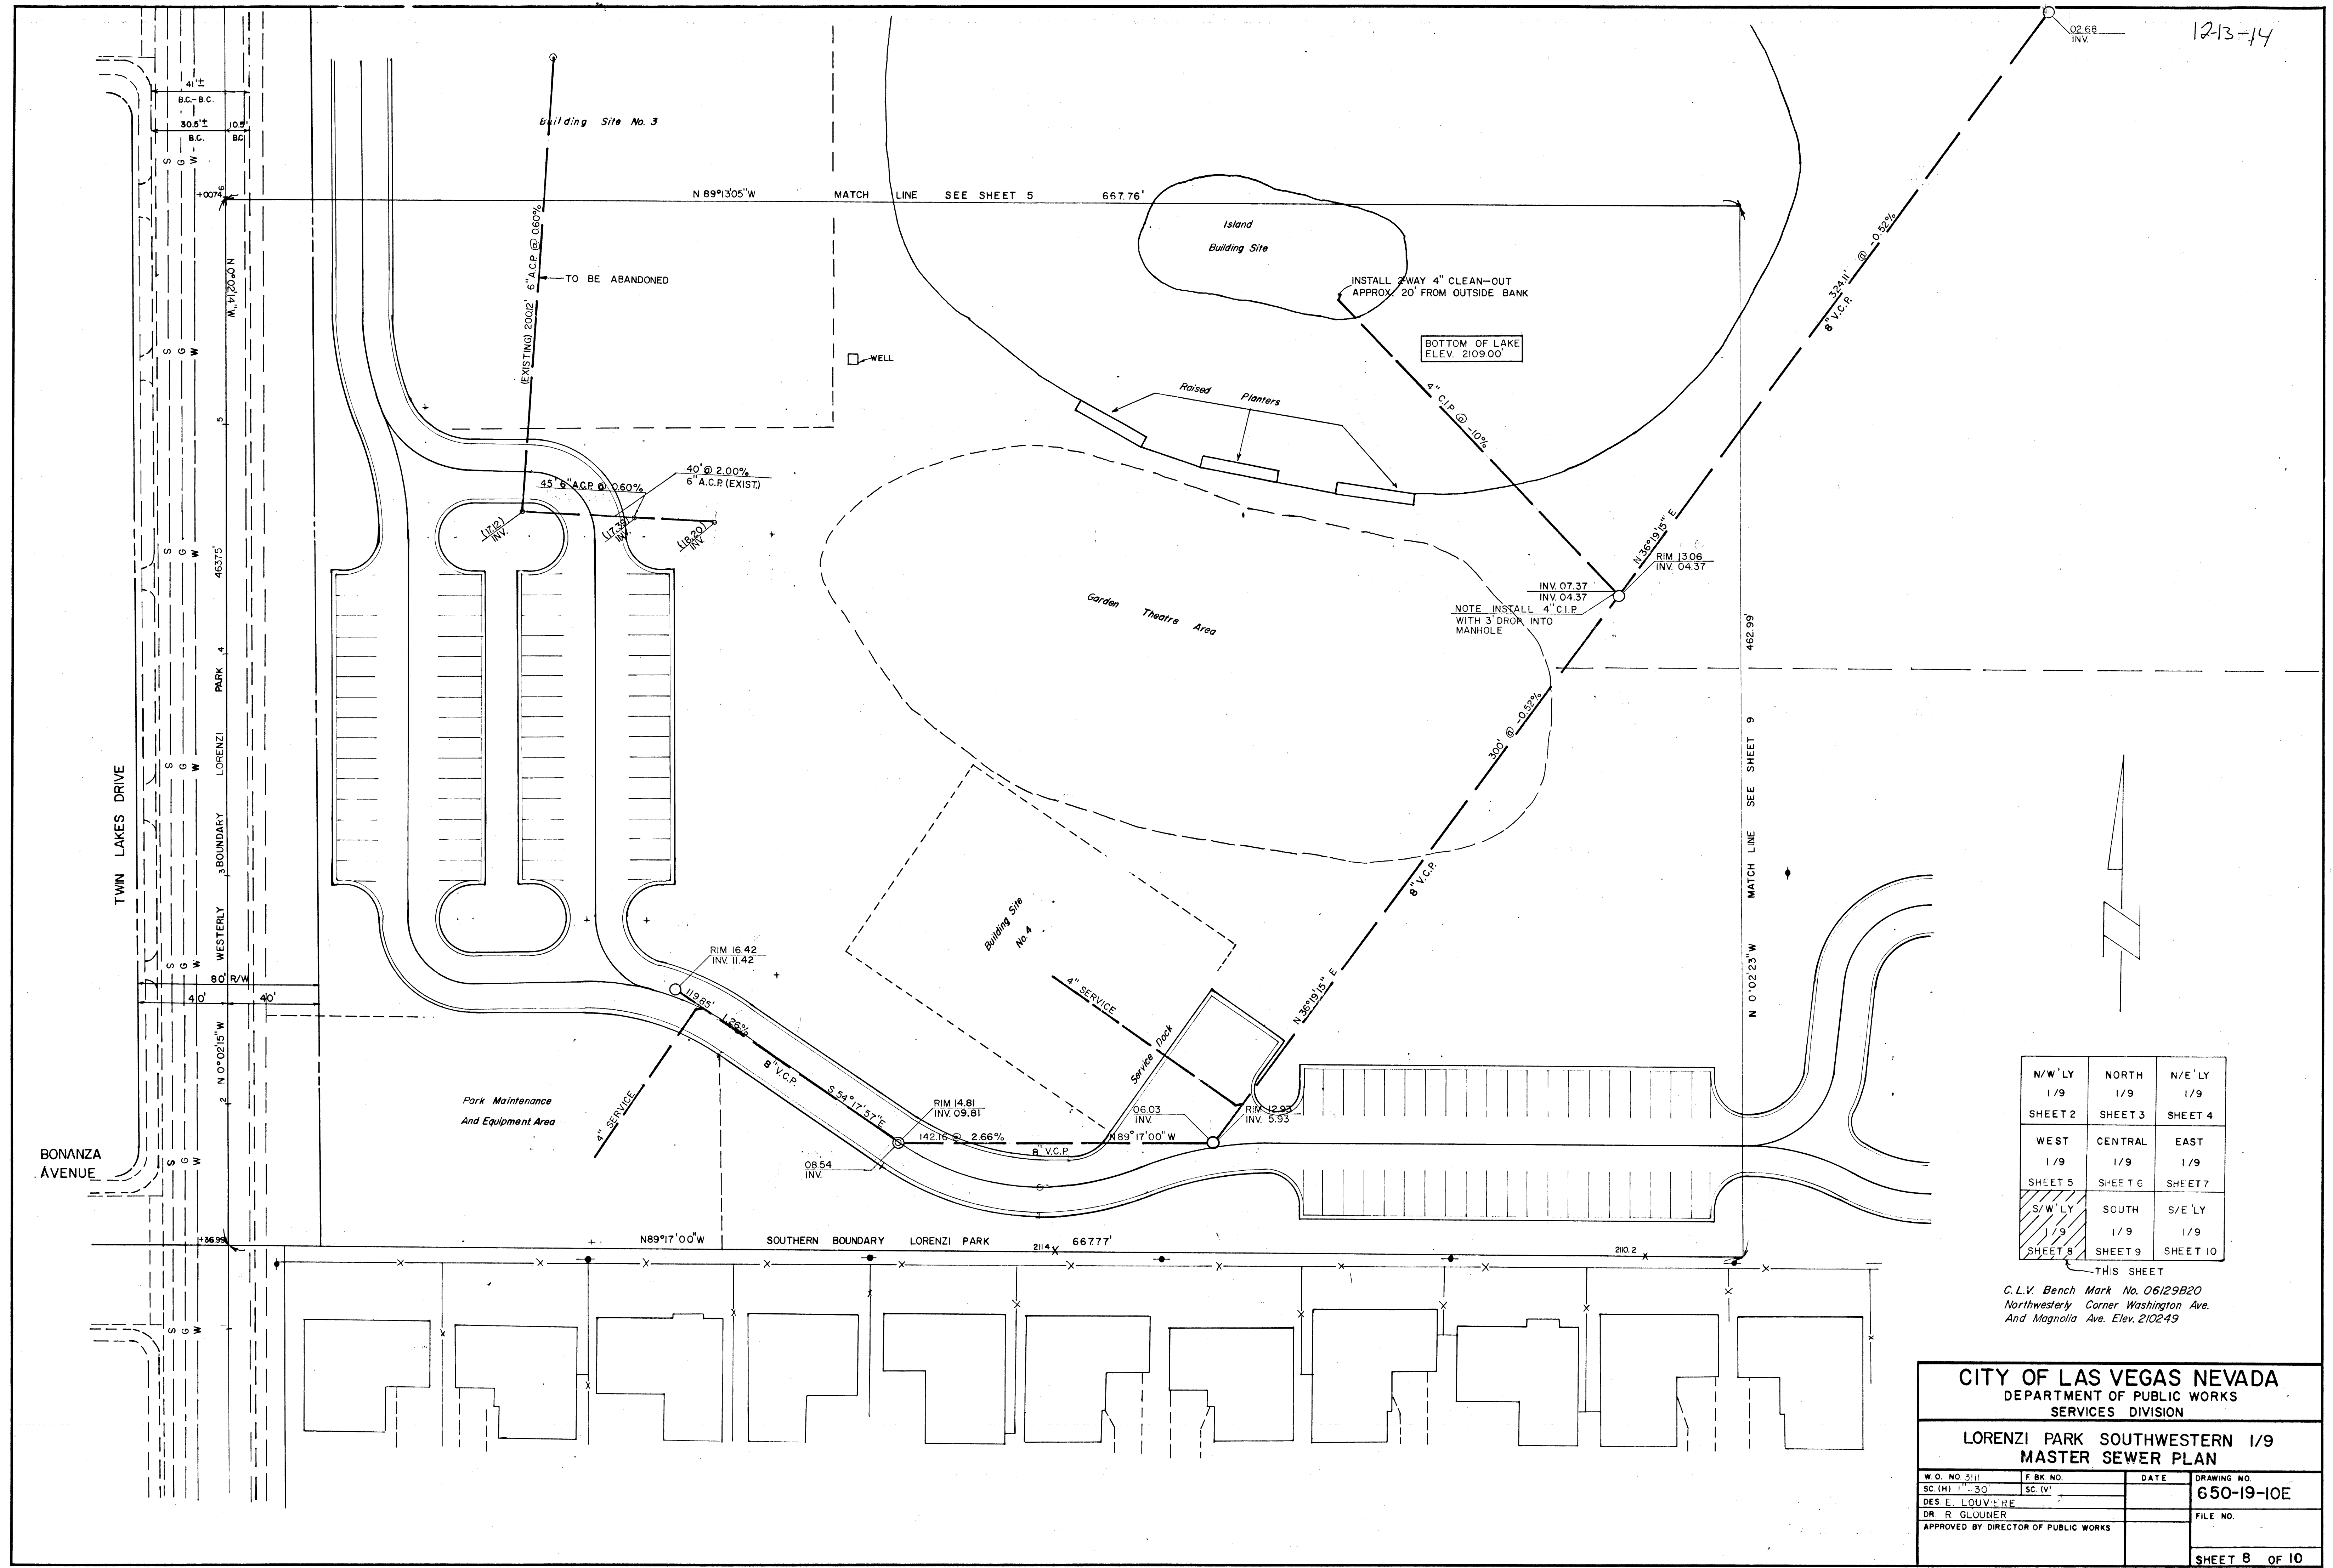 12-13-14
02.68
INV.
41'±
B.C.-B.C.
30.5'± 10.5'
B.C. B.C.
Building Site No. 3
S G W
+0074.6
N 89°13'05"W MATCH LINE SEE SHEET 5 667.76'
N 0°02'14" W
(EXISTING) 200.12' 6" A.C.P. @ 0.60%
TO BE ABANDONED
Island
Building Site
INSTALL 2-WAY 4" CLEAN-OUT
APPROX. 20' FROM OUTSIDE BANK
BOTTOM OF LAKE
ELEV. 2109.00'
324.11' @ -0.52%
8" V.C.P.
S G W
WELL
Raised Planters
4" C.I.P. @ -10%
5
40' @ 2.00%
6" A.C.P. (EXIST.)
45' 6" A.C.P. @ 0.60%
(17.12)
INV.
(17.39)
INV.
(18.20)
INV.
S G W
463.75'
N 36°19'15" E
RIM 13.06
INV. 04.37
INV. 07.37
INV. 04.37
NOTE INSTALL 4" C.I.P.
WITH 3' DROP INTO
MANHOLE
Garden Theatre Area
462.99'
4
300' @ -0.52%
8" V.C.P.
S G W
TWIN LAKES DRIVE
WESTERLY BOUNDARY LORENZI PARK
3
MATCH LINE SEE SHEET 9
N 0°02'23" W
Building Site
No. 4
RIM 16.42
INV. 11.42
S G W
80' R/W
40' 40'
119.85'
1.26%
8" V.C.P.
S 54°17'57"E
4" SERVICE
N 36°19'15" E
Service Dock
N 0°02'15" W
2
Park Maintenance
And Equipment Area
4" SERVICE
RIM 14.81
INV. 09.81
06.03
INV.
RIM 12.93
INV. 5.93
142.16 @ 2.66%
N89°17'00"W
8" V.C.P.
08.54
INV.
BONANZA
AVENUE
S G W
+36.99
N89°17'00"W SOUTHERN BOUNDARY LORENZI PARK 667.77'
2114
2110.2
S G W
N/W'LY NORTH N/E'LY
1/9 1/9 1/9
SHEET 2 SHEET 3 SHEET 4
WEST CENTRAL EAST
1/9 1/9 1/9
SHEET 5 SHEET 6 SHEET 7
S/W'LY SOUTH S/E'LY
1/9 1/9 1/9
SHEET 8 SHEET 9 SHEET 10
THIS SHEET
C.L.V. Bench Mark No. 06129B20
Northwesterly Corner Washington Ave.
And Magnolia Ave. Elev. 210249
CITY OF LAS VEGAS NEVADA
DEPARTMENT OF PUBLIC WORKS
SERVICES DIVISION
LORENZI PARK SOUTHWESTERN 1/9
MASTER SEWER PLAN
W.O. NO. F. BK NO. DATE DRAWING NO.
SC. (H) 1"-30' SC. (V) 650-19-10E
DES. E. LOUVIERE
DR. R GLOUNER FILE NO.
APPROVED BY DIRECTOR OF PUBLIC WORKS
SHEET 8 OF 10